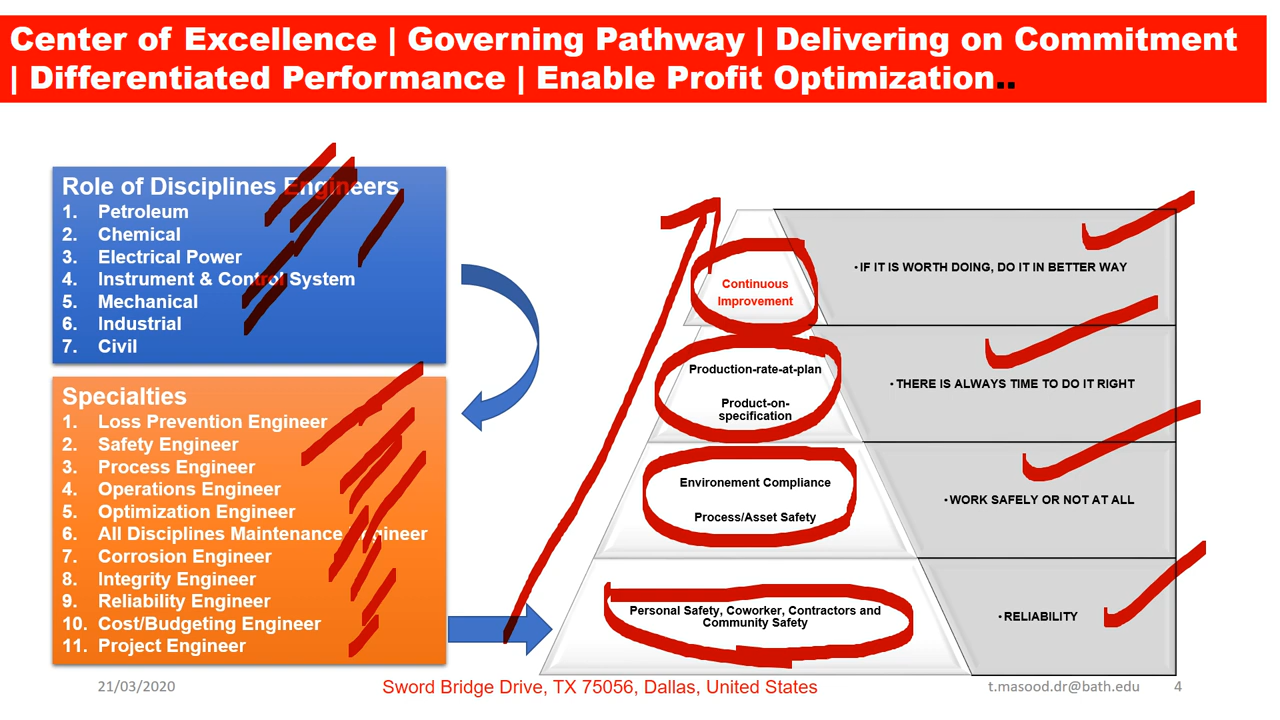 Center of Excellence | Governing Pathway | Delivering on Commitment
| Differentiated Performance | Enable Profit Optimization..
Role of Disciplines Engineers
1. Petroleum
2. Chemical
3. Electrical Power
4. Instrument & Control System
5. Mechanical
6. Industrial
7. Civil
Specialties
1. Loss Prevention Engineer
2. Safety Engineer
3. Process Engineer
4. Operations Engineer
5. Optimization Engineer
6. All Disciplines Maintenance Engineer
7. Corrosion Engineer
8. Integrity Engineer
9. Reliability Engineer
10. Cost/Budgeting Engineer
11. Project Engineer
Continuous
Improvement
• IF IT IS WORTH DOING, DO IT IN BETTER WAY
Production-rate-at-plan
Product-on-
specification
• THERE IS ALWAYS TIME TO DO IT RIGHT
Environement Compliance
Process/Asset Safety
• WORK SAFELY OR NOT AT ALL
Personal Safety, Coworker, Contractors and
Community Safety
• RELIABILITY
21/03/2020
Sword Bridge Drive, TX 75056, Dallas, United States
t.masood.dr@bath.edu
4